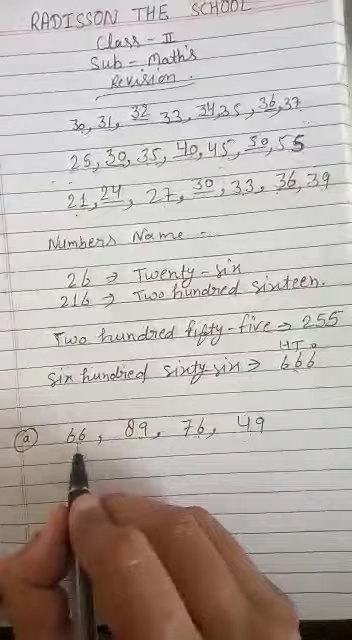 RADISSON THE SCHOOL
Class - II
Sub - Math's
Revision.
30, 31, 32 33 34, 35, 36, 37
25, 30, 35, 40, 45, 50, 55
21, 24, 27, 30, 33, 36, 39
Numbers Name :-
26 → Twenty-six
216 → Two hundred sixteen.
Two hundred fifty-five → 255
HTO
six hundred sixty six → 666
(a) 66, 89, 76, 49